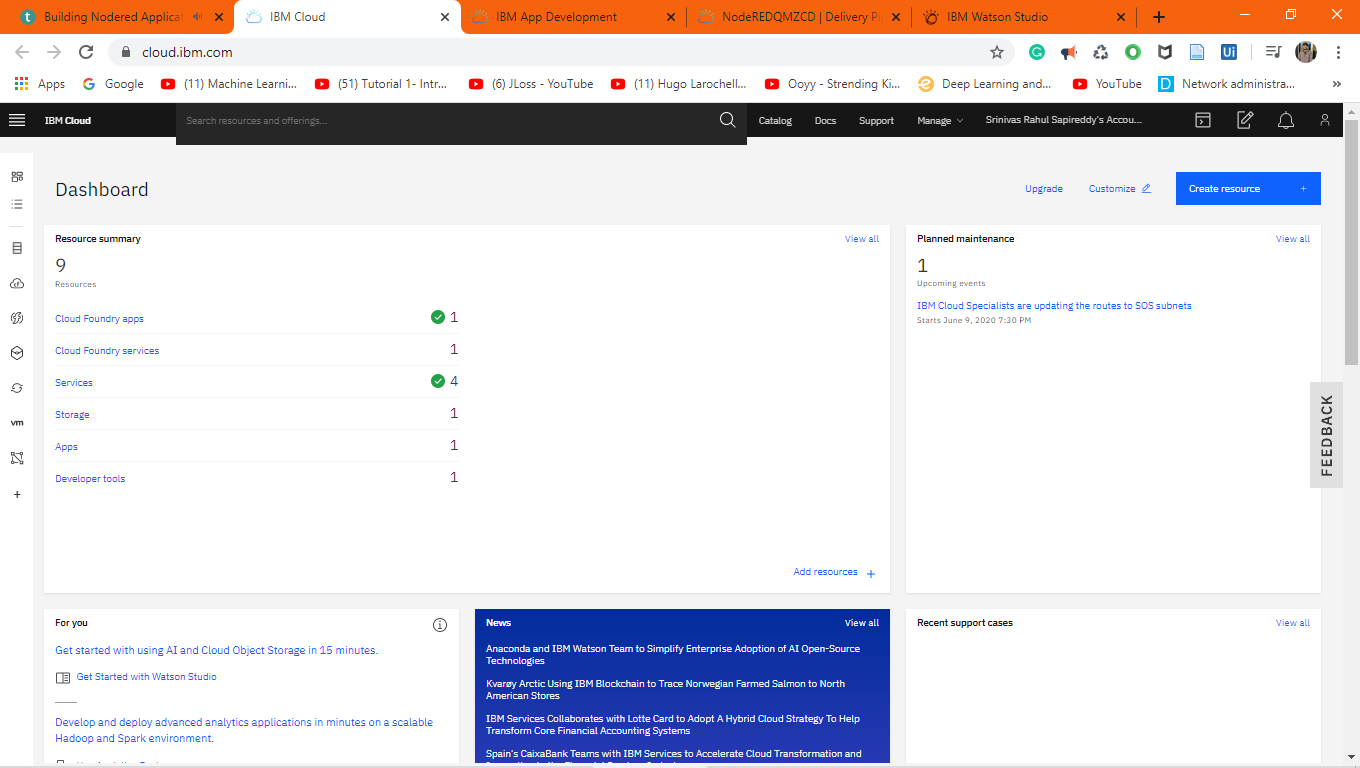 Building Nodered Applicat
IBM Cloud
IBM App Development
NodeREDQMZCD | Delivery Pi
IBM Watson Studio
cloud.ibm.com
Apps
Google
(11) Machine Learni...
(51) Tutorial 1- Intr...
(6) JLoss - YouTube
(11) Hugo Larochell...
Ooyy - Strending Ki...
Deep Learning and...
YouTube
Network administra...
IBM Cloud
Search resources and offerings...
Catalog
Docs
Support
Manage
Srinivas Rahul Sapireddy's Accou...
Dashboard
Upgrade
Customize
Create resource
Resource summary
View all
9
Resources
Cloud Foundry apps 1
Cloud Foundry services 1
Services 4
Storage 1
Apps 1
Developer tools 1
Add resources
Planned maintenance
View all
1
Upcoming events
IBM Cloud Specialists are updating the routes to SOS subnets
Starts June 9, 2020 7:30 PM
vm
FEEDBACK
For you
Get started with using AI and Cloud Object Storage in 15 minutes.
Get Started with Watson Studio
Develop and deploy advanced analytics applications in minutes on a scalable
Hadoop and Spark environment.
News
View all
Anaconda and IBM Watson Team to Simplify Enterprise Adoption of AI Open-Source
Technologies
Kvarøy Arctic Using IBM Blockchain to Trace Norwegian Farmed Salmon to North
American Stores
IBM Services Collaborates with Lotte Card to Adopt A Hybrid Cloud Strategy To Help
Transform Core Financial Accounting Systems
Spain's CaixaBank Teams with IBM Services to Accelerate Cloud Transformation and
Recent support cases
View all